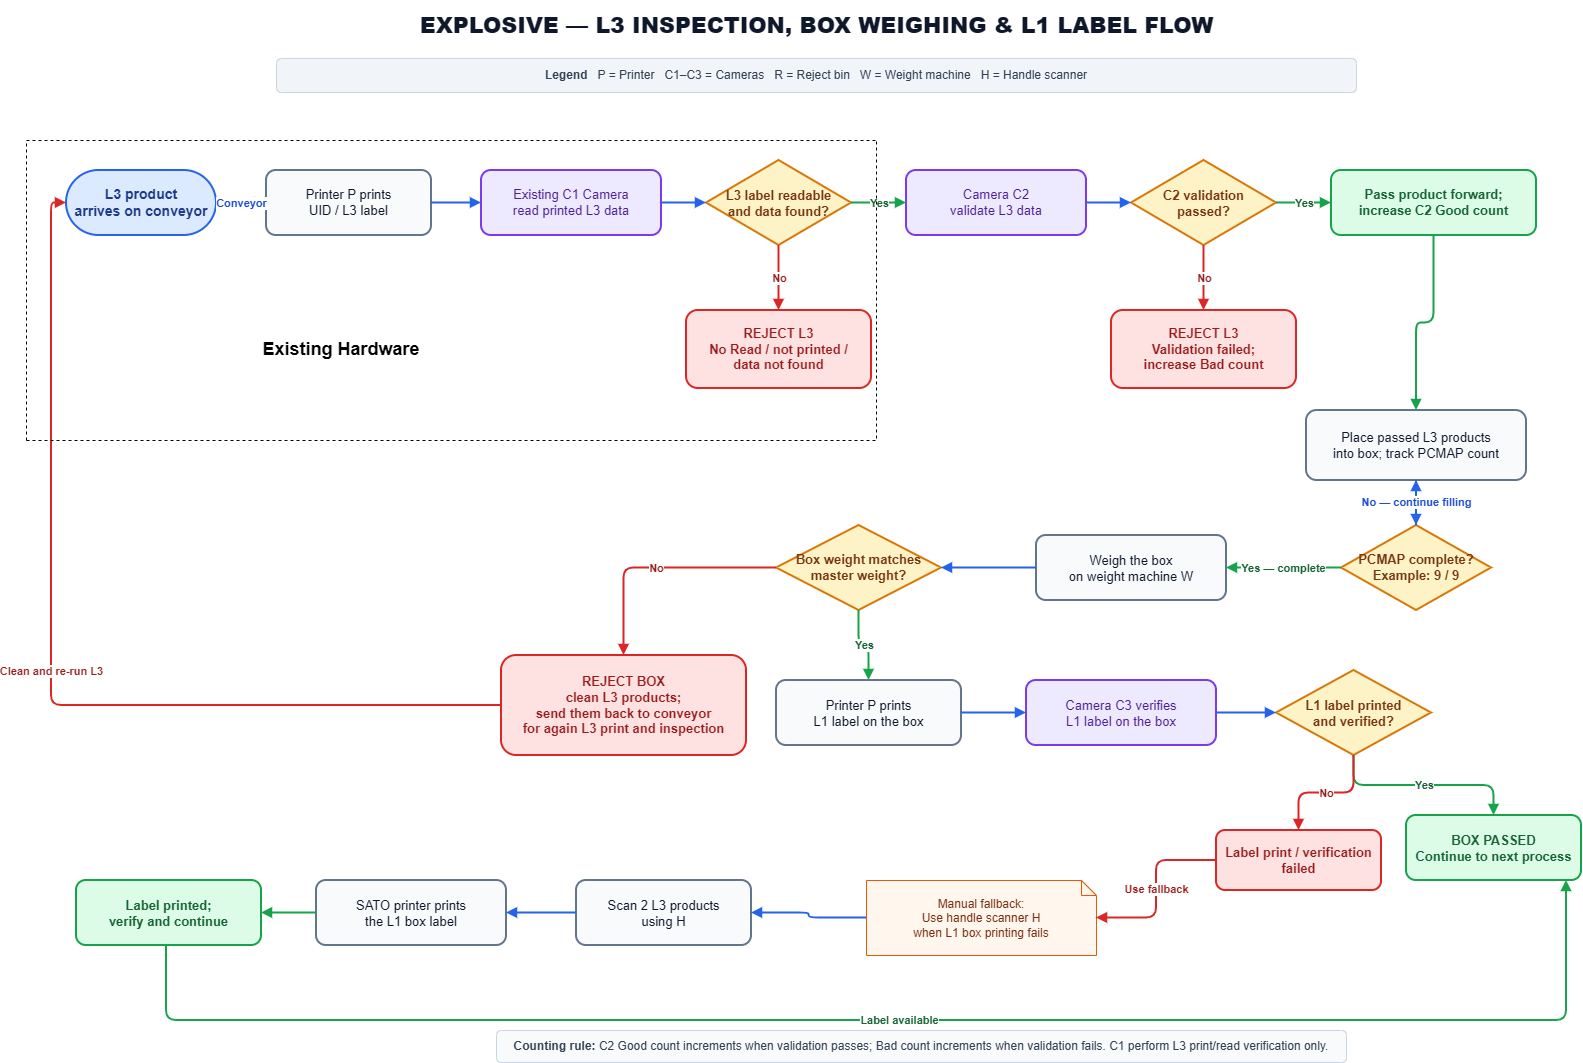 EXPLOSIVE — L3 INSPECTION, BOX WEIGHING & L1 LABEL FLOW
Legend P = Printer C1–C3 = Cameras R = Reject bin W = Weight machine H = Handle scanner
L3 product
arrives on conveyor
Conveyor
Printer P prints
UID / L3 label
Existing C1 Camera
read printed L3 data
L3 label readable
and data found?
Yes
Camera C2
validate L3 data
C2 validation
passed?
Yes
Pass product forward;
increase C2 Good count
No
No
REJECT L3
No Read / not printed /
data not found
REJECT L3
Validation failed;
increase Bad count
Existing Hardware
Place passed L3 products
into box; track PCMAP count
No — continue filling
PCMAP complete?
Example: 9 / 9
Yes — complete
Weigh the box
on weight machine W
Box weight matches
master weight?
No
Yes
Clean and re-run L3
REJECT BOX
clean L3 products;
send them back to conveyor
for again L3 print and inspection
Printer P prints
L1 label on the box
Camera C3 verifies
L1 label on the box
L1 label printed
and verified?
No
Yes
Label print / verification
failed
BOX PASSED
Continue to next process
Use fallback
Manual fallback:
Use handle scanner H
when L1 box printing fails
Scan 2 L3 products
using H
SATO printer prints
the L1 box label
Label printed;
verify and continue
Label available
Counting rule: C2 Good count increments when validation passes; Bad count increments when validation fails. C1 perform L3 print/read verification only.